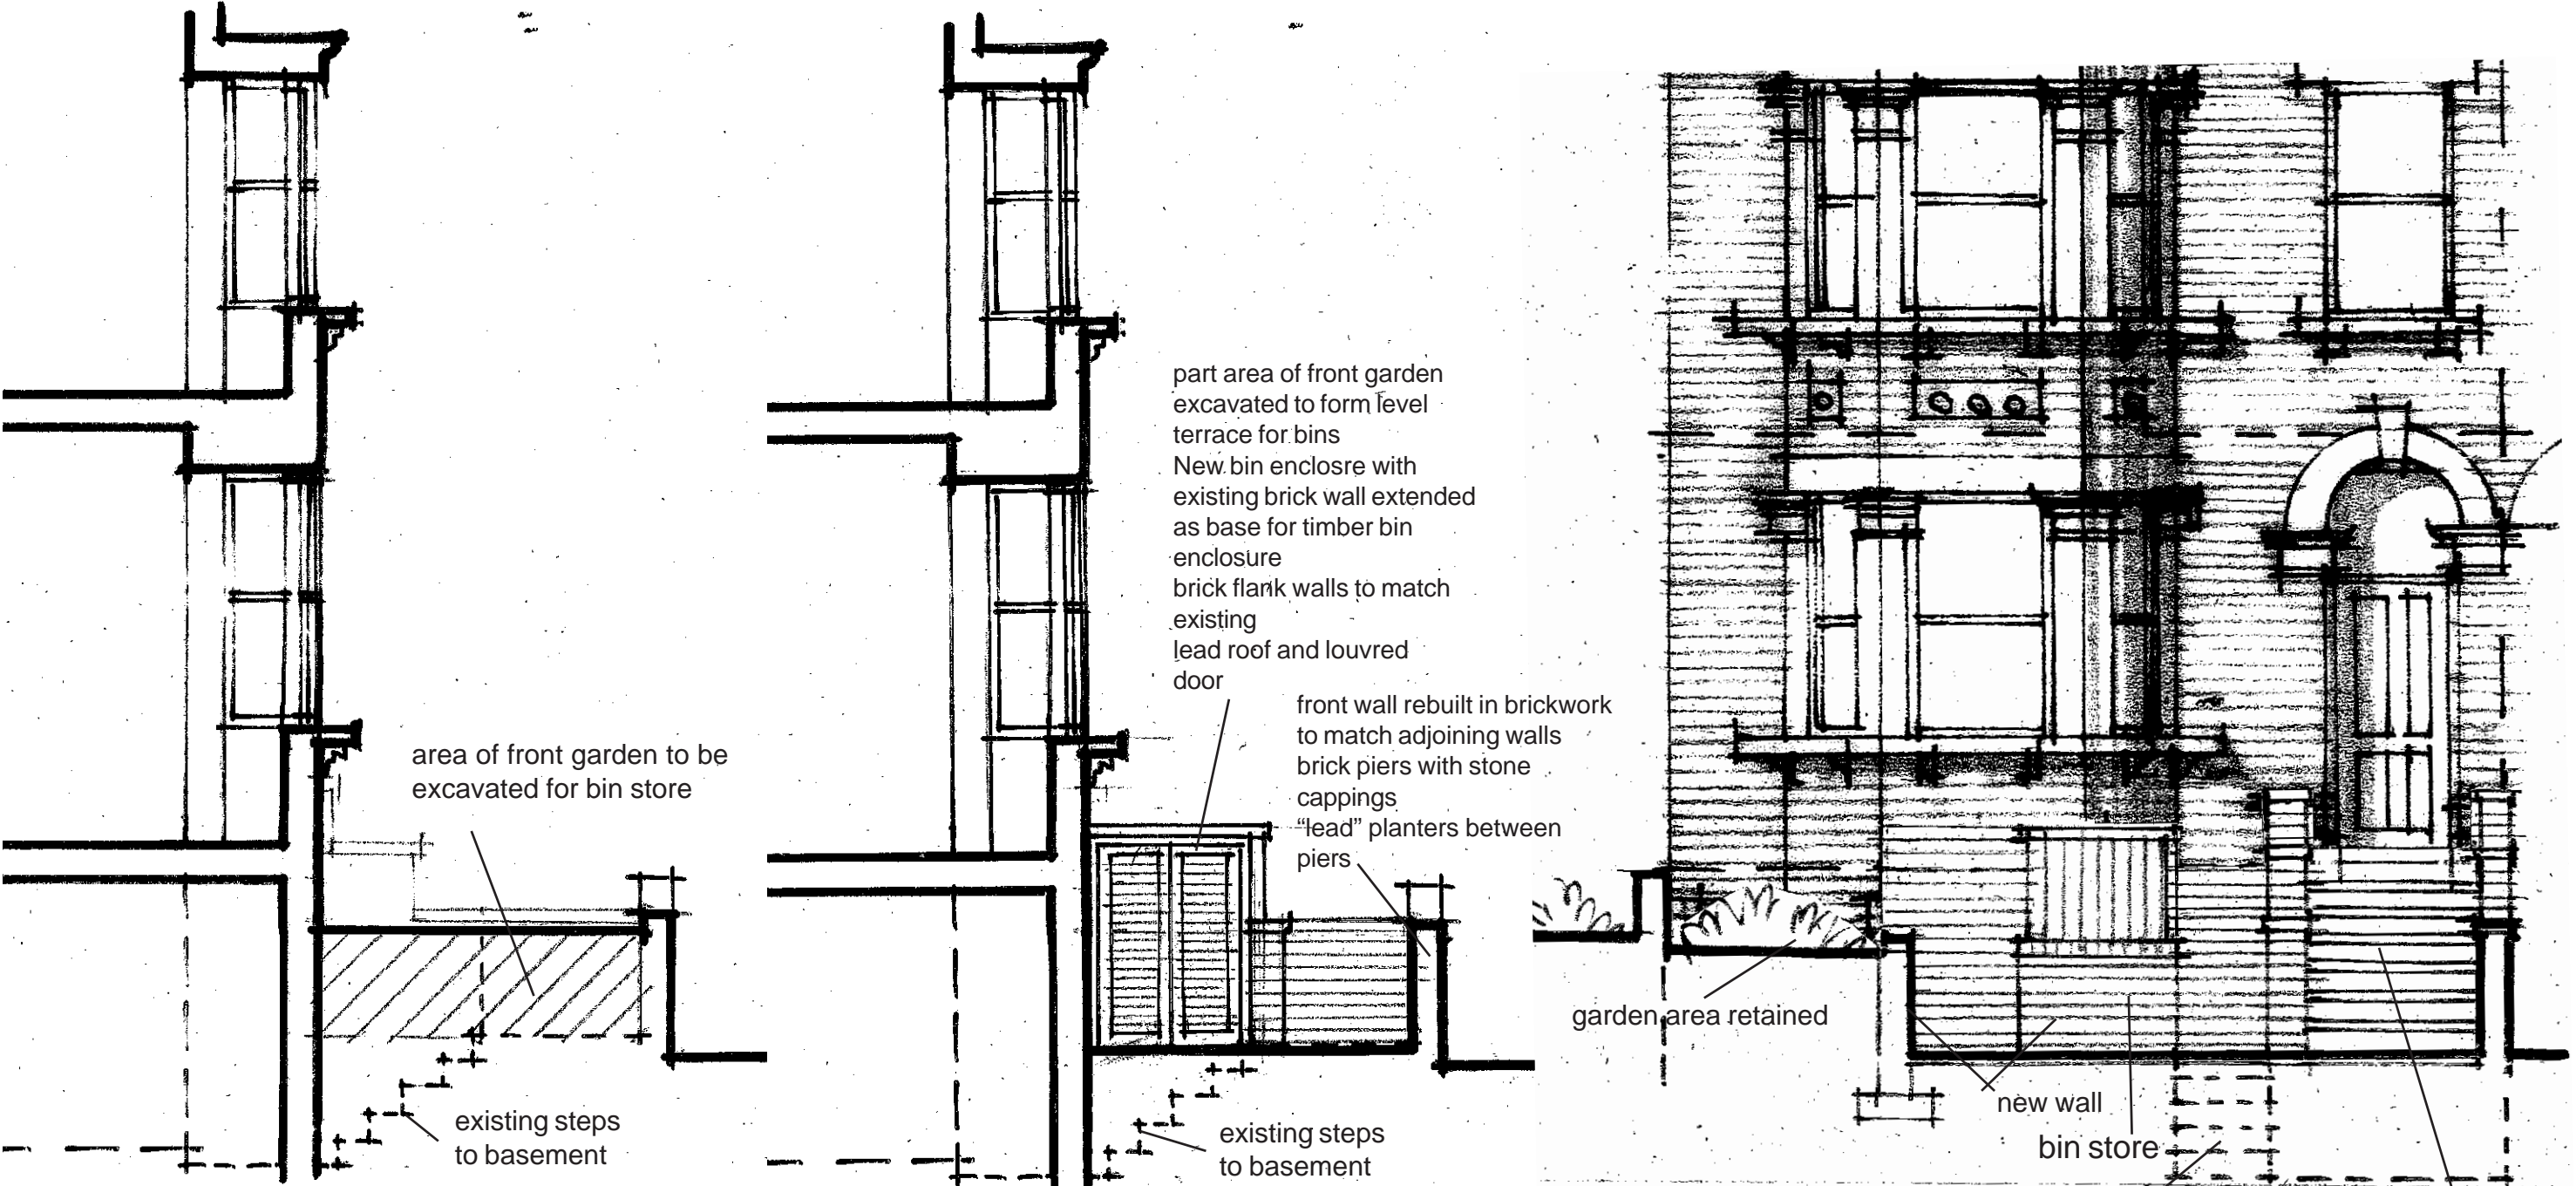 area of front garden to be
excavated for bin store
existing steps
to basement
part area of front garden
excavated to form level
terrace for bins
New bin enclosre with
existing brick wall extended
as base for timber bin
enclosure
brick flank walls to match
existing
lead roof and louvred
door
front wall rebuilt in brickwork
to match adjoining walls
brick piers with stone
cappings
“lead” planters between
piers
existing steps
to basement
garden area retained
new wall
bin store